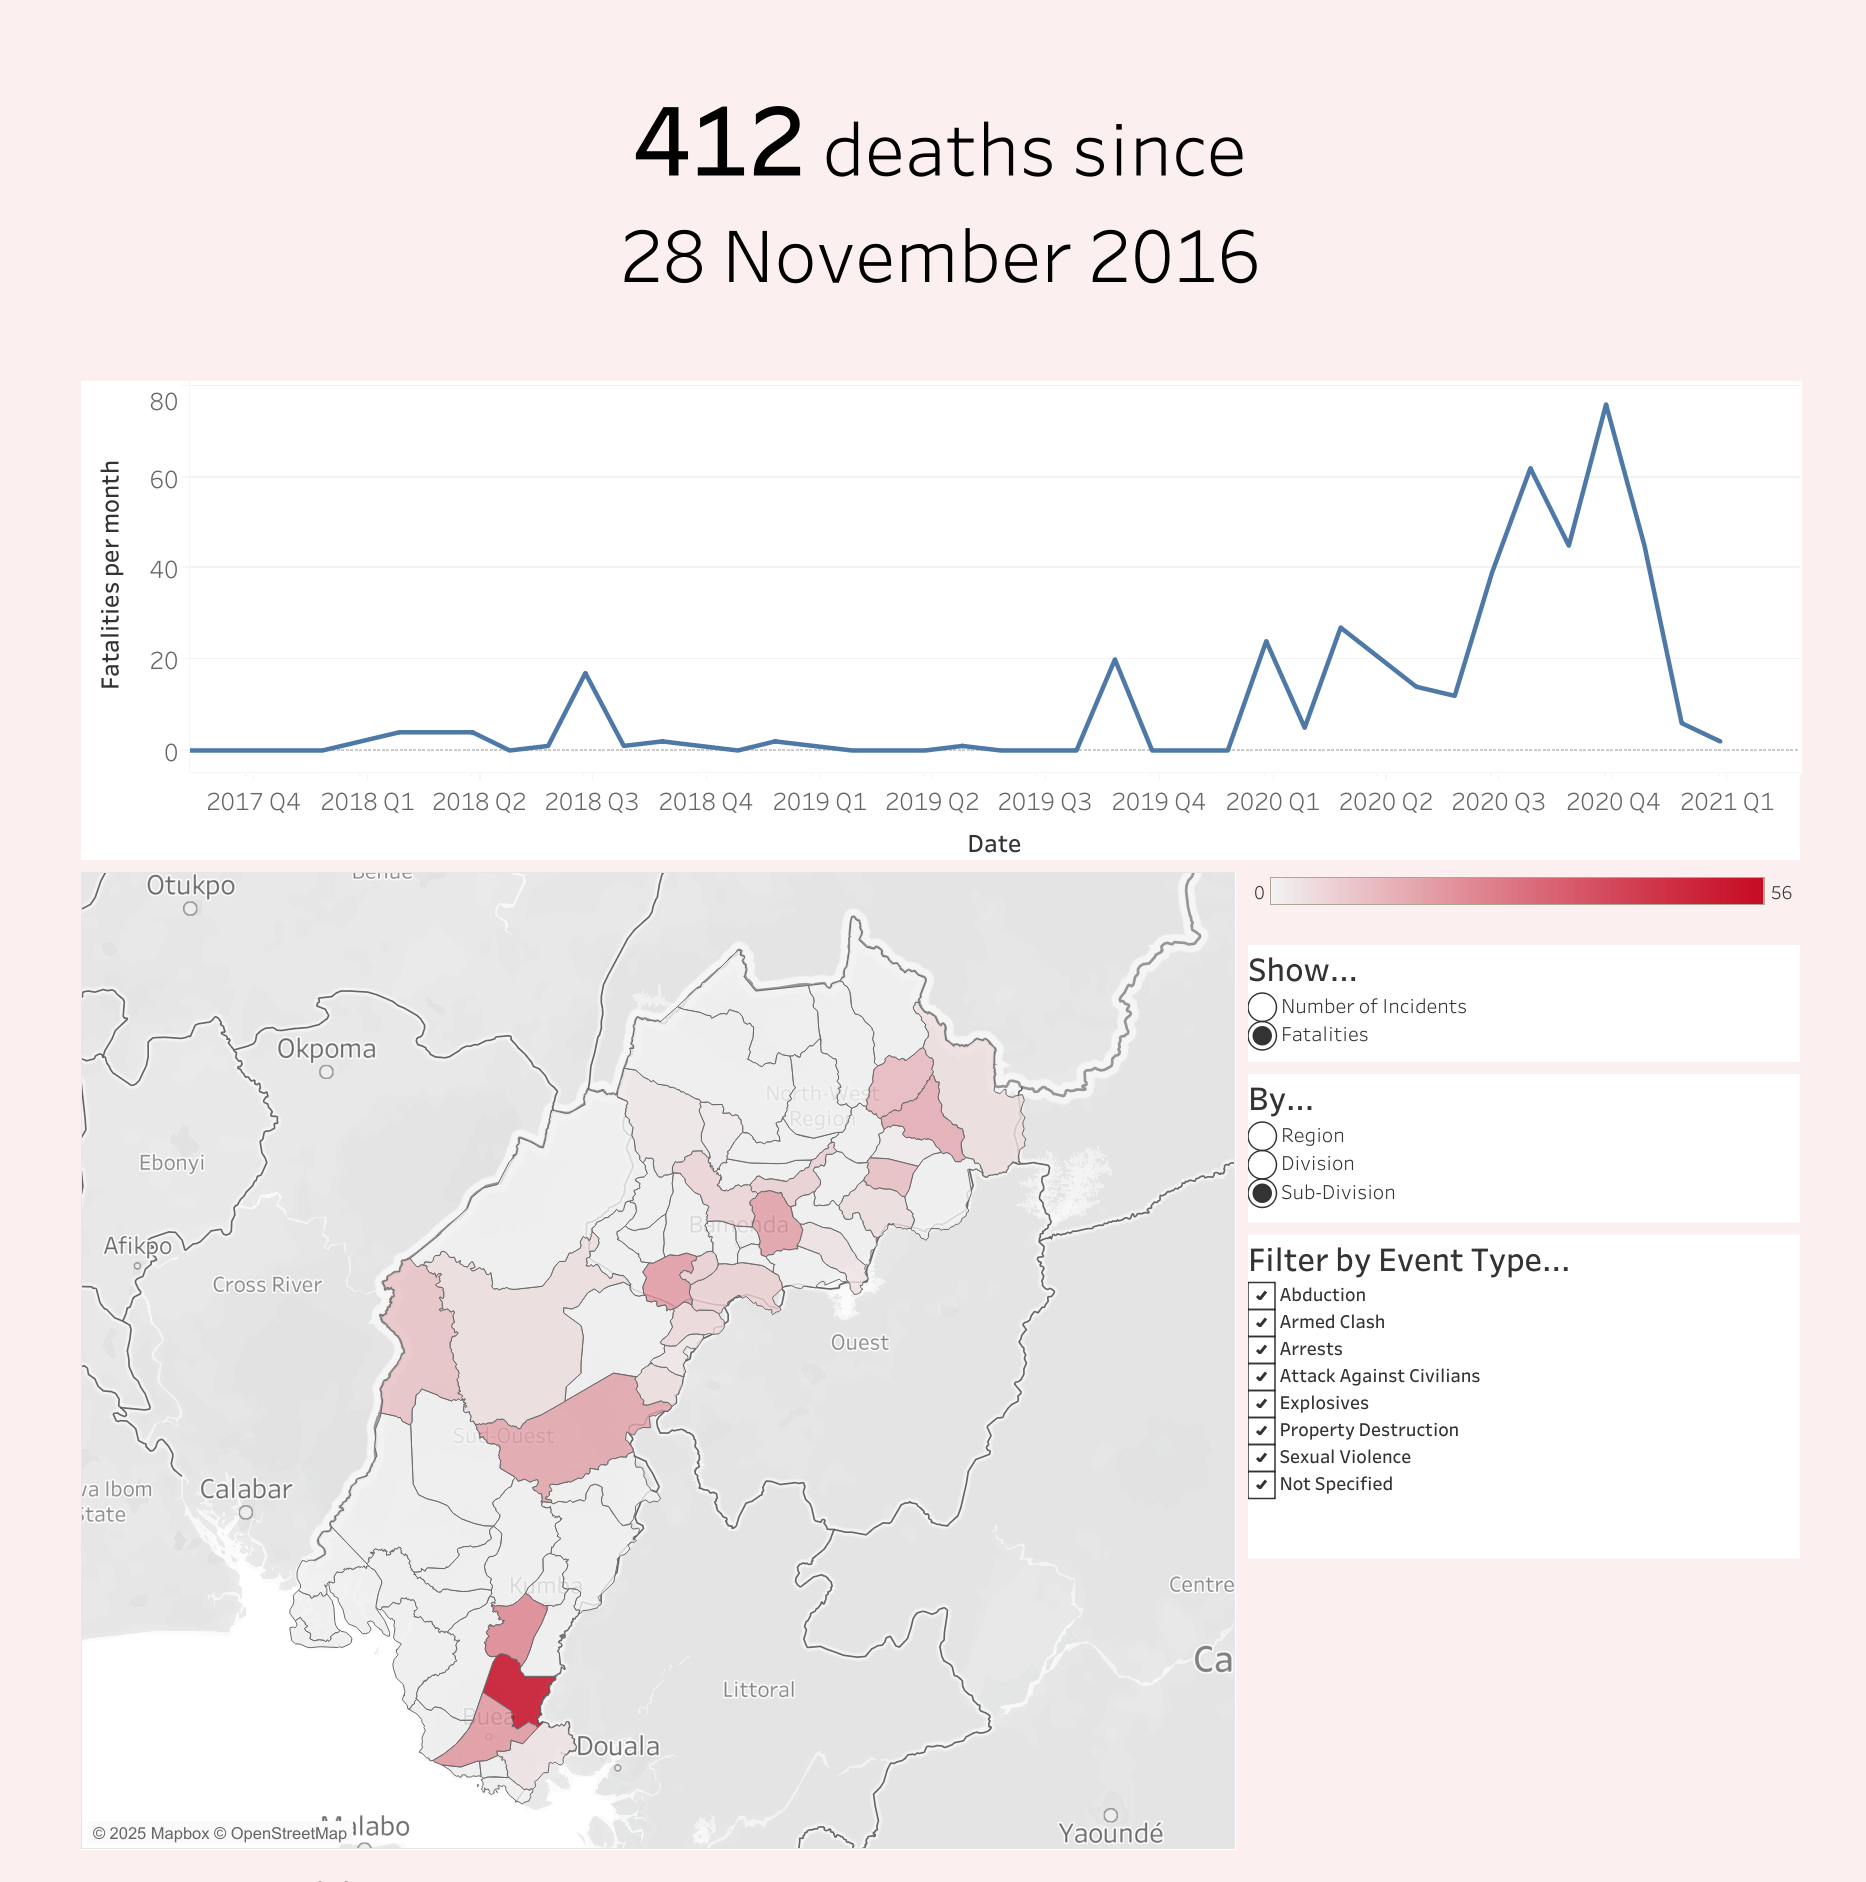 412 deaths since
28 November 2016
80
60
40
20
0
Fatalities per month
2017 Q4 2018 Q1 2018 Q2 2018 Q3 2018 Q4 2019 Q1 2019 Q2 2019 Q3 2019 Q4 2020 Q1 2020 Q2 2020 Q3 2020 Q4 2021 Q1
Date
Otukpo
Benue
Okpoma
North-West
Region
Ebonyi
Bamenda
Afikpo
Cross River
Ouest
Sud-Ouest
Calabar
Ibom
State
Kumba
Centre
Ca
Littoral
Buea
Douala
Malabo
Yaoundé
© 2025 Mapbox © OpenStreetMap
0 56
Show...
Number of Incidents
Fatalities
By...
Region
Division
Sub-Division
Filter by Event Type...
Abduction
Armed Clash
Arrests
Attack Against Civilians
Explosives
Property Destruction
Sexual Violence
Not Specified